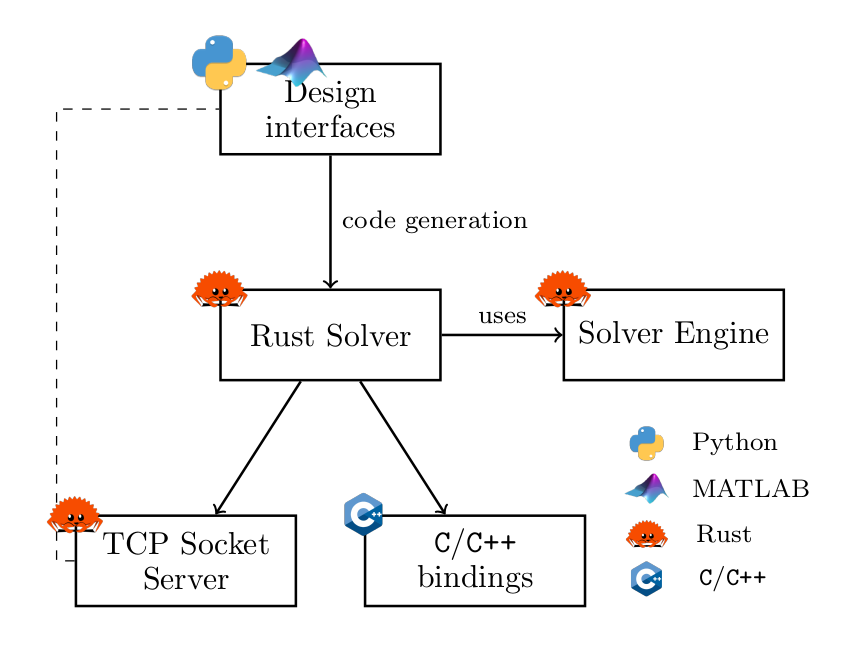 Design
interfaces
code generation
Rust Solver
uses
Solver Engine
TCP Socket
Server
C/C++
bindings
Python
MATLAB
Rust
C/C++